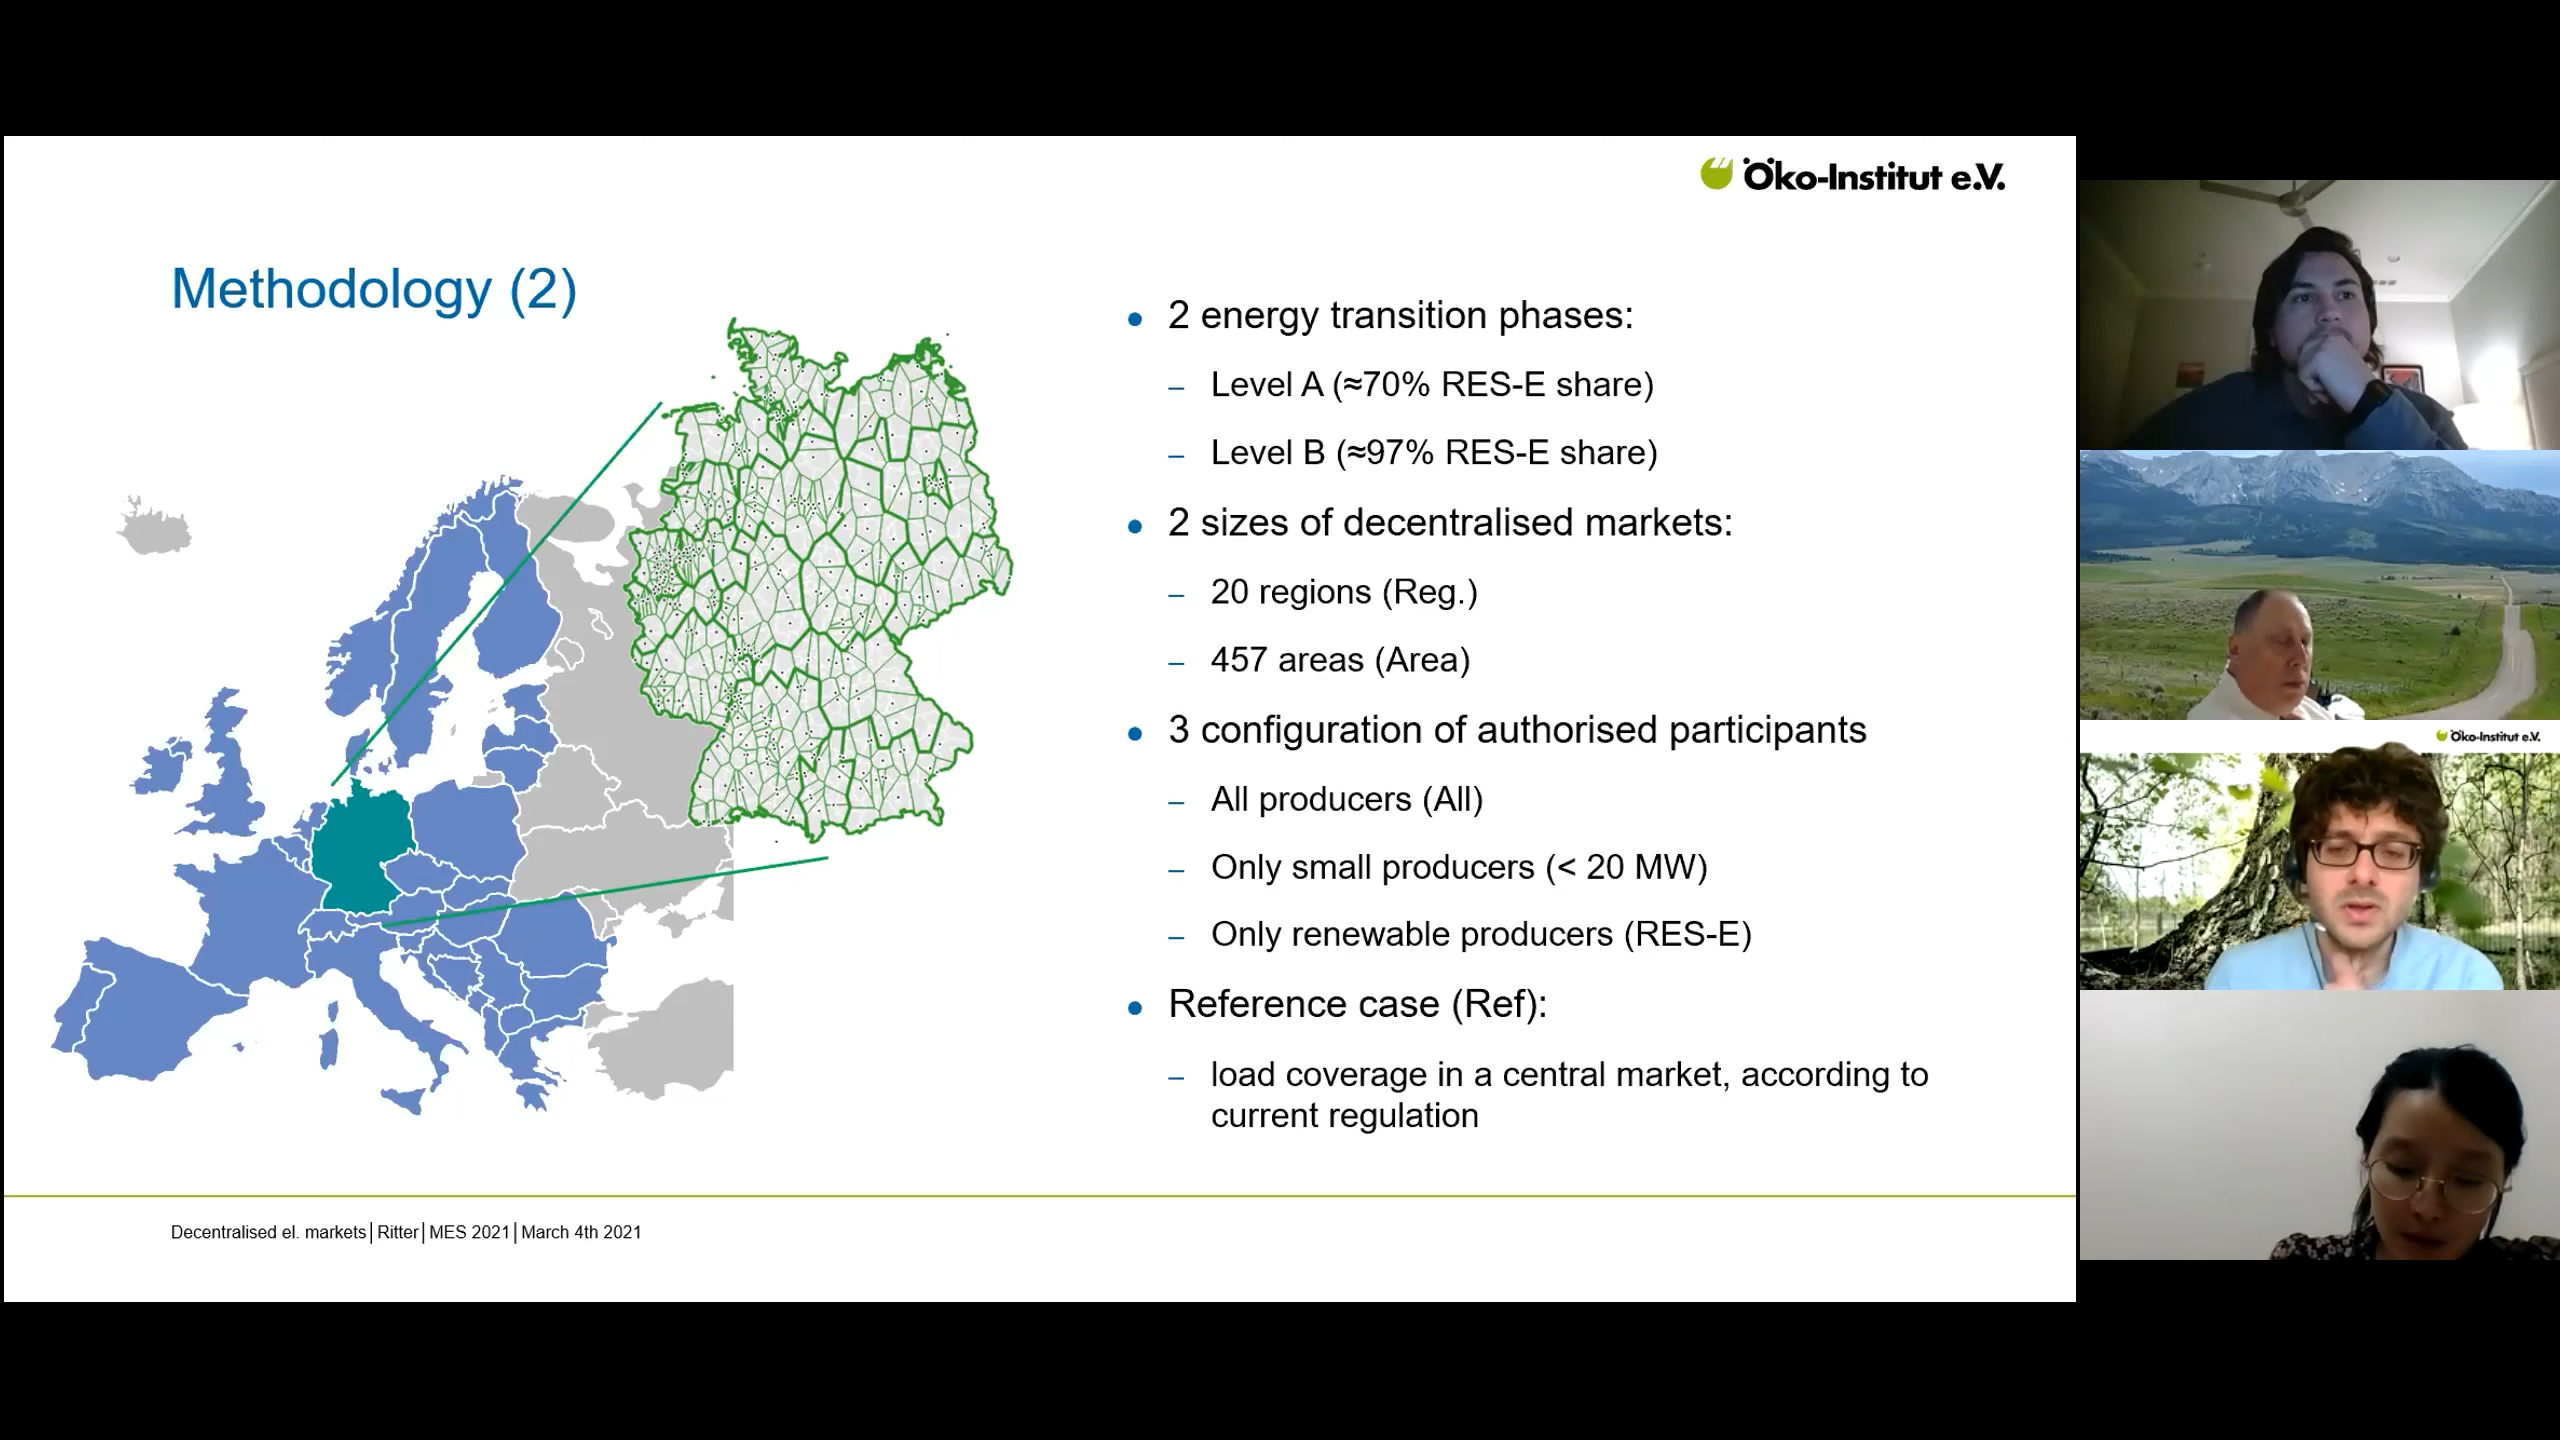 Öko-Institut e.V.
Methodology (2)
● 2 energy transition phases:
– Level A (≈70% RES-E share)
– Level B (≈97% RES-E share)
● 2 sizes of decentralised markets:
– 20 regions (Reg.)
– 457 areas (Area)
● 3 configuration of authorised participants
– All producers (All)
– Only small producers (< 20 MW)
– Only renewable producers (RES-E)
● Reference case (Ref):
– load coverage in a central market, according to
current regulation
Decentralised el. markets│Ritter│MES 2021│March 4th 2021
Öko-Institut e.V.